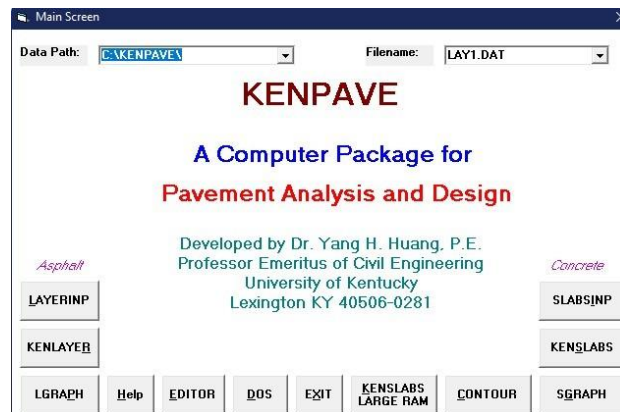 Main Screen
Data Path: C:\KENPAVE\ Filename: LAY1.DAT
KENPAVE
A Computer Package for
Pavement Analysis and Design
Developed by Dr. Yang H. Huang, P.E.
Professor Emeritus of Civil Engineering
University of Kentucky
Lexington KY 40506-0281
Asphalt
Concrete
LAYERINP
SLABSINP
KENLAYER
KENSLABS
LGRAPH Help EDITOR DOS EXIT KENSLABS LARGE RAM CONTOUR SGRAPH